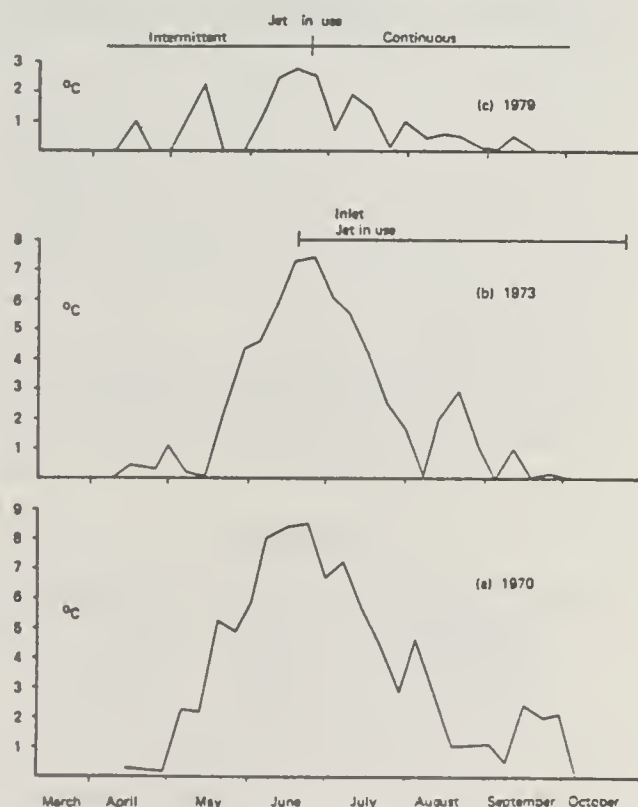 Jet in use
Intermittant Continuous
3
°C
2
(c) 1979
1
Inlet
Jet in use
8
7
(b) 1973
°C
6
5
4
3
2
1
9
8
7
(a) 1970
°C
6
5
4
3
2
1
March April May June July August September October